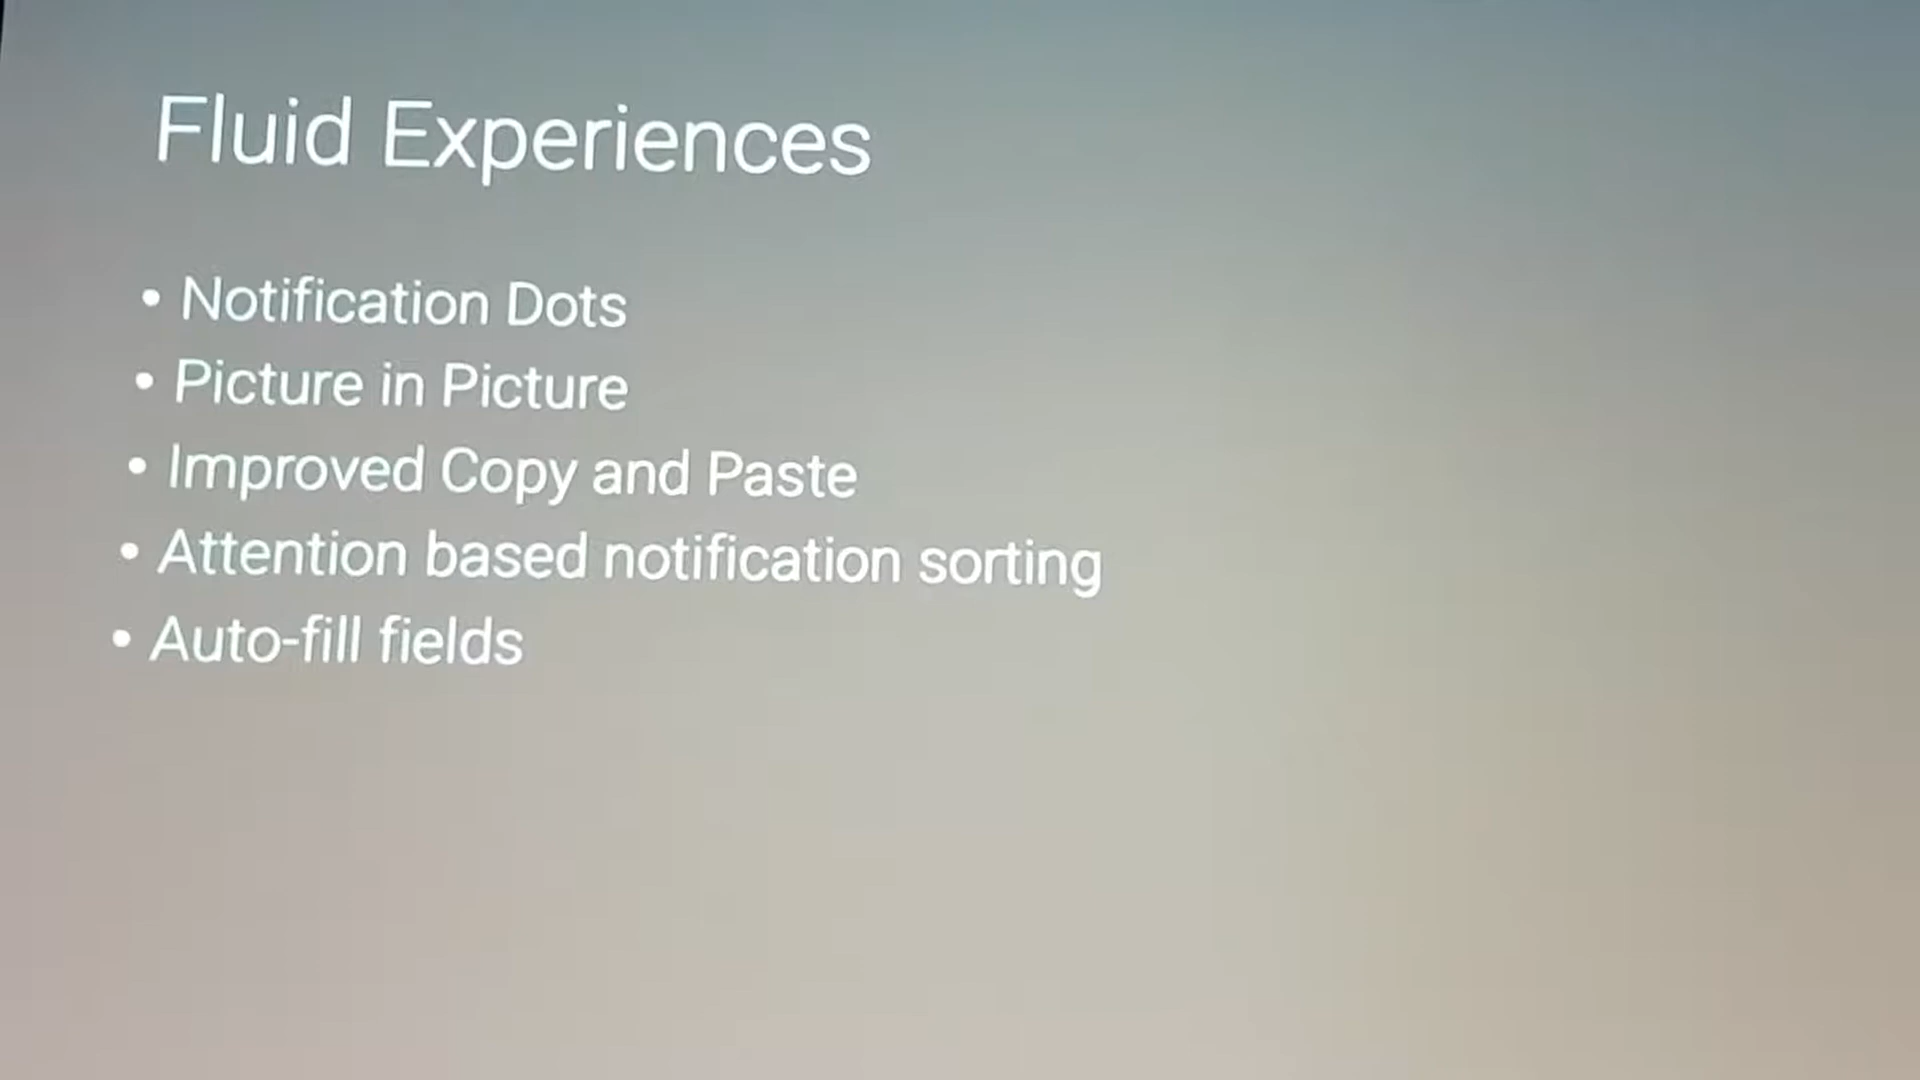 Fluid Experiences
• Notification Dots
• Picture in Picture
• Improved Copy and Paste
• Attention based notification sorting
• Auto-fill fields